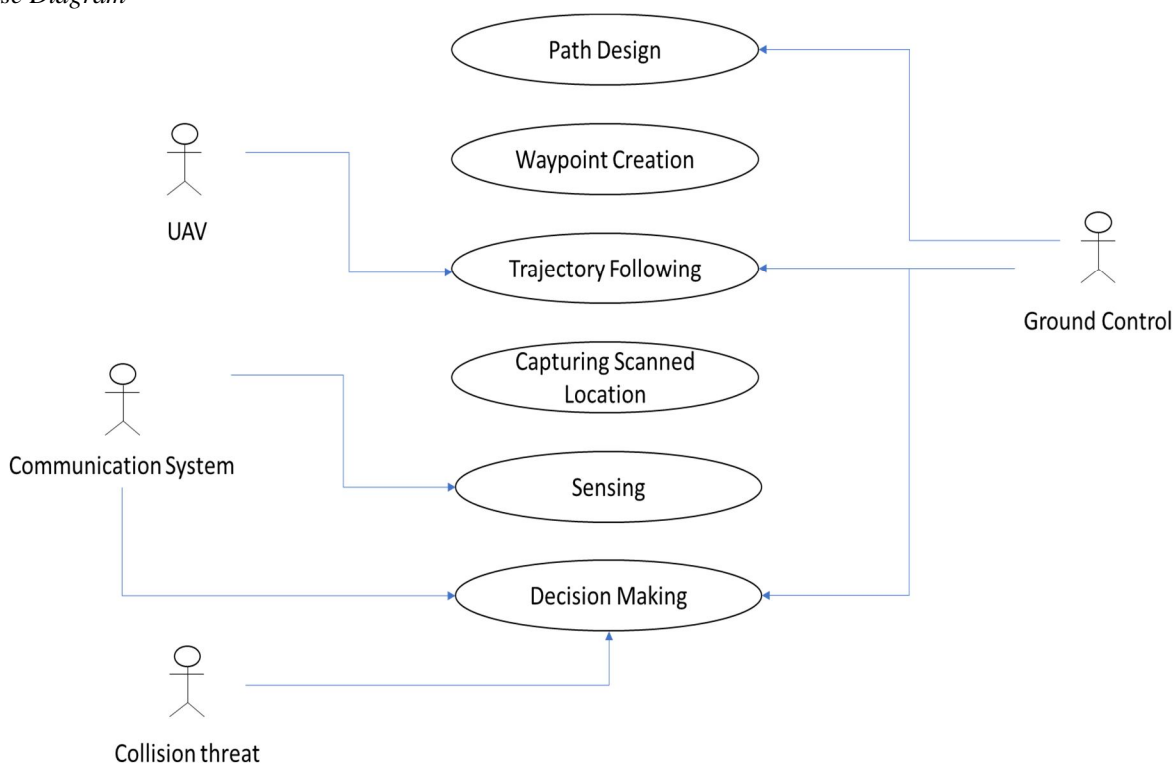 Diagram
Path Design
Waypoint Creation
UAV
Trajectory Following
Ground Control
Capturing Scanned
Location
Communication System
Sensing
Decision Making
Collision threat